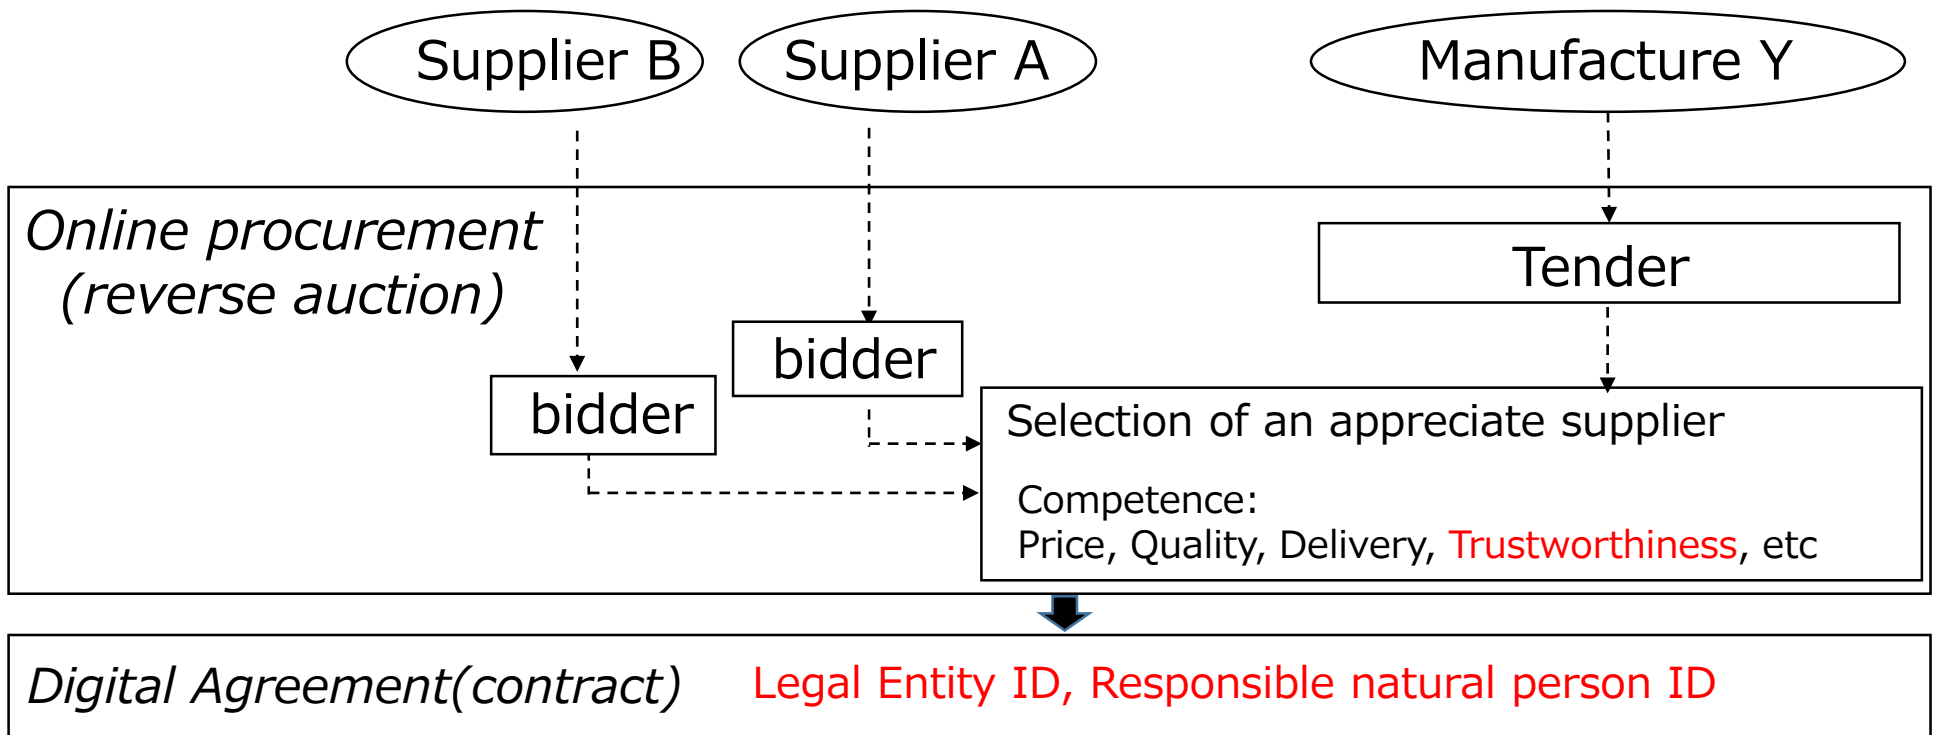 Supplier B
Supplier A
Manufacture Y
Online procurement
(reverse auction)
Tender
bidder
bidder
Selection of an appreciate supplier
Competence:
Price, Quality, Delivery, Trustworthiness, etc
Digital Agreement(contract)
Legal Entity ID, Responsible natural person ID